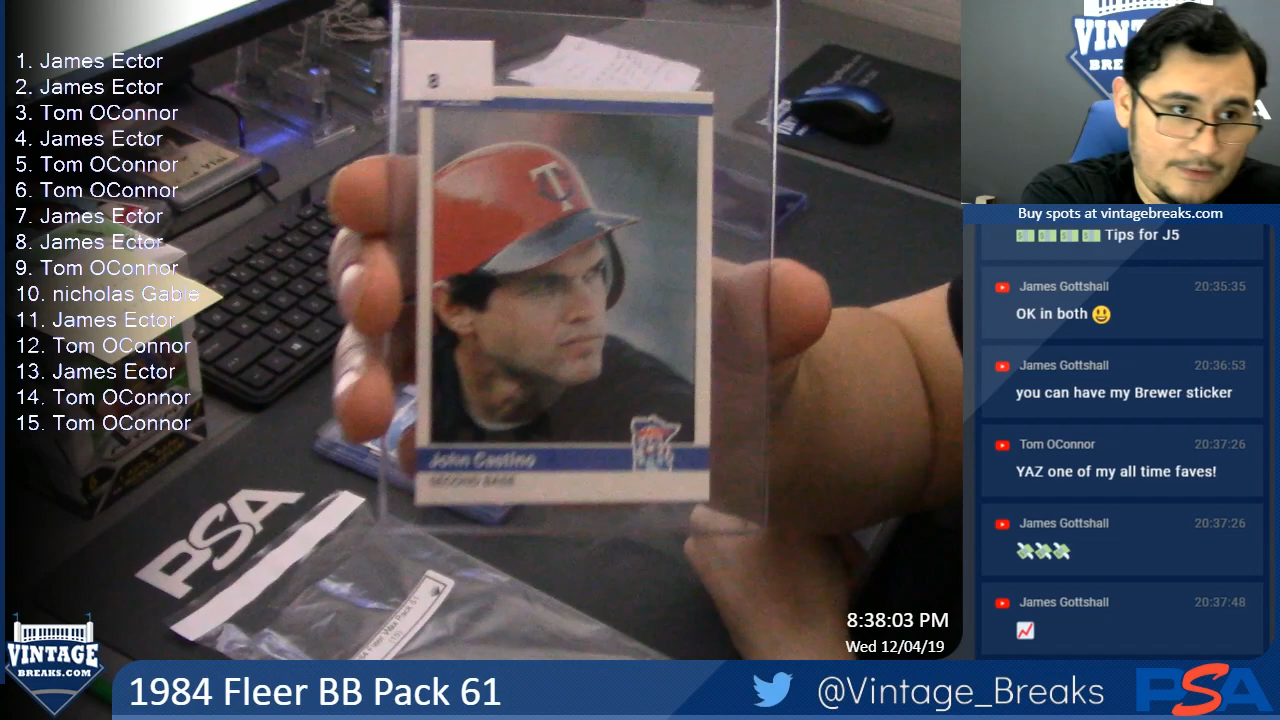 1. James Ector
2. James Ector
3. Tom OConnor
4. James Ector
5. Tom OConnor
6. Tom OConnor
7. James Ector
8. James Ector
9. Tom OConnor
10. nicholas Gable
11. James Ector
12. Tom OConnor
13. James Ector
14. Tom OConnor
15. Tom OConnor
8
T
John Castino
SECOND BASE
PSA
VINTAGE
BREAKS.COM
8:38:03 PM
Wed 12/04/19
1984 Fleer BB Pack 61
@Vintage_Breaks
PSA
VIN
BRE
Buy spots at vintagebreaks.com
Tips for J5
James Gottshall 20:35:35
OK in both 😃
James Gottshall 20:36:53
you can have my Brewer sticker
Tom OConnor 20:37:26
YAZ one of my all time faves!
James Gottshall 20:37:26
James Gottshall 20:37:48